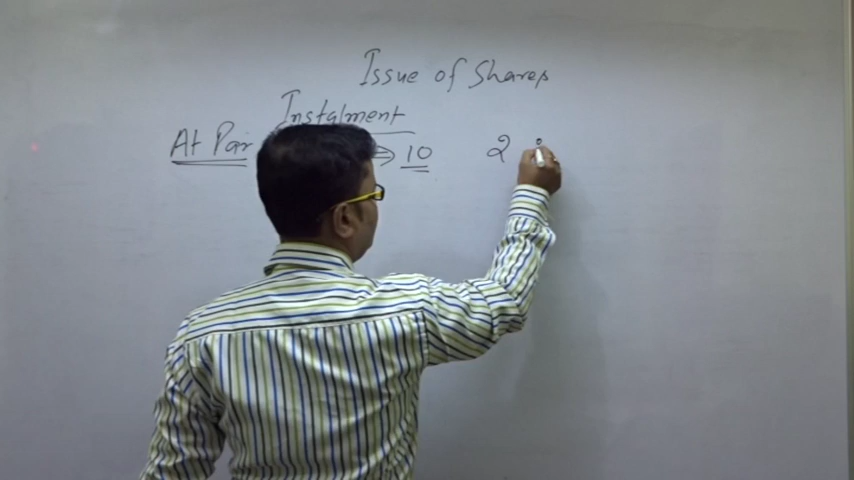 Issue of Shares
Instalment
At Par ⇒ 10 2